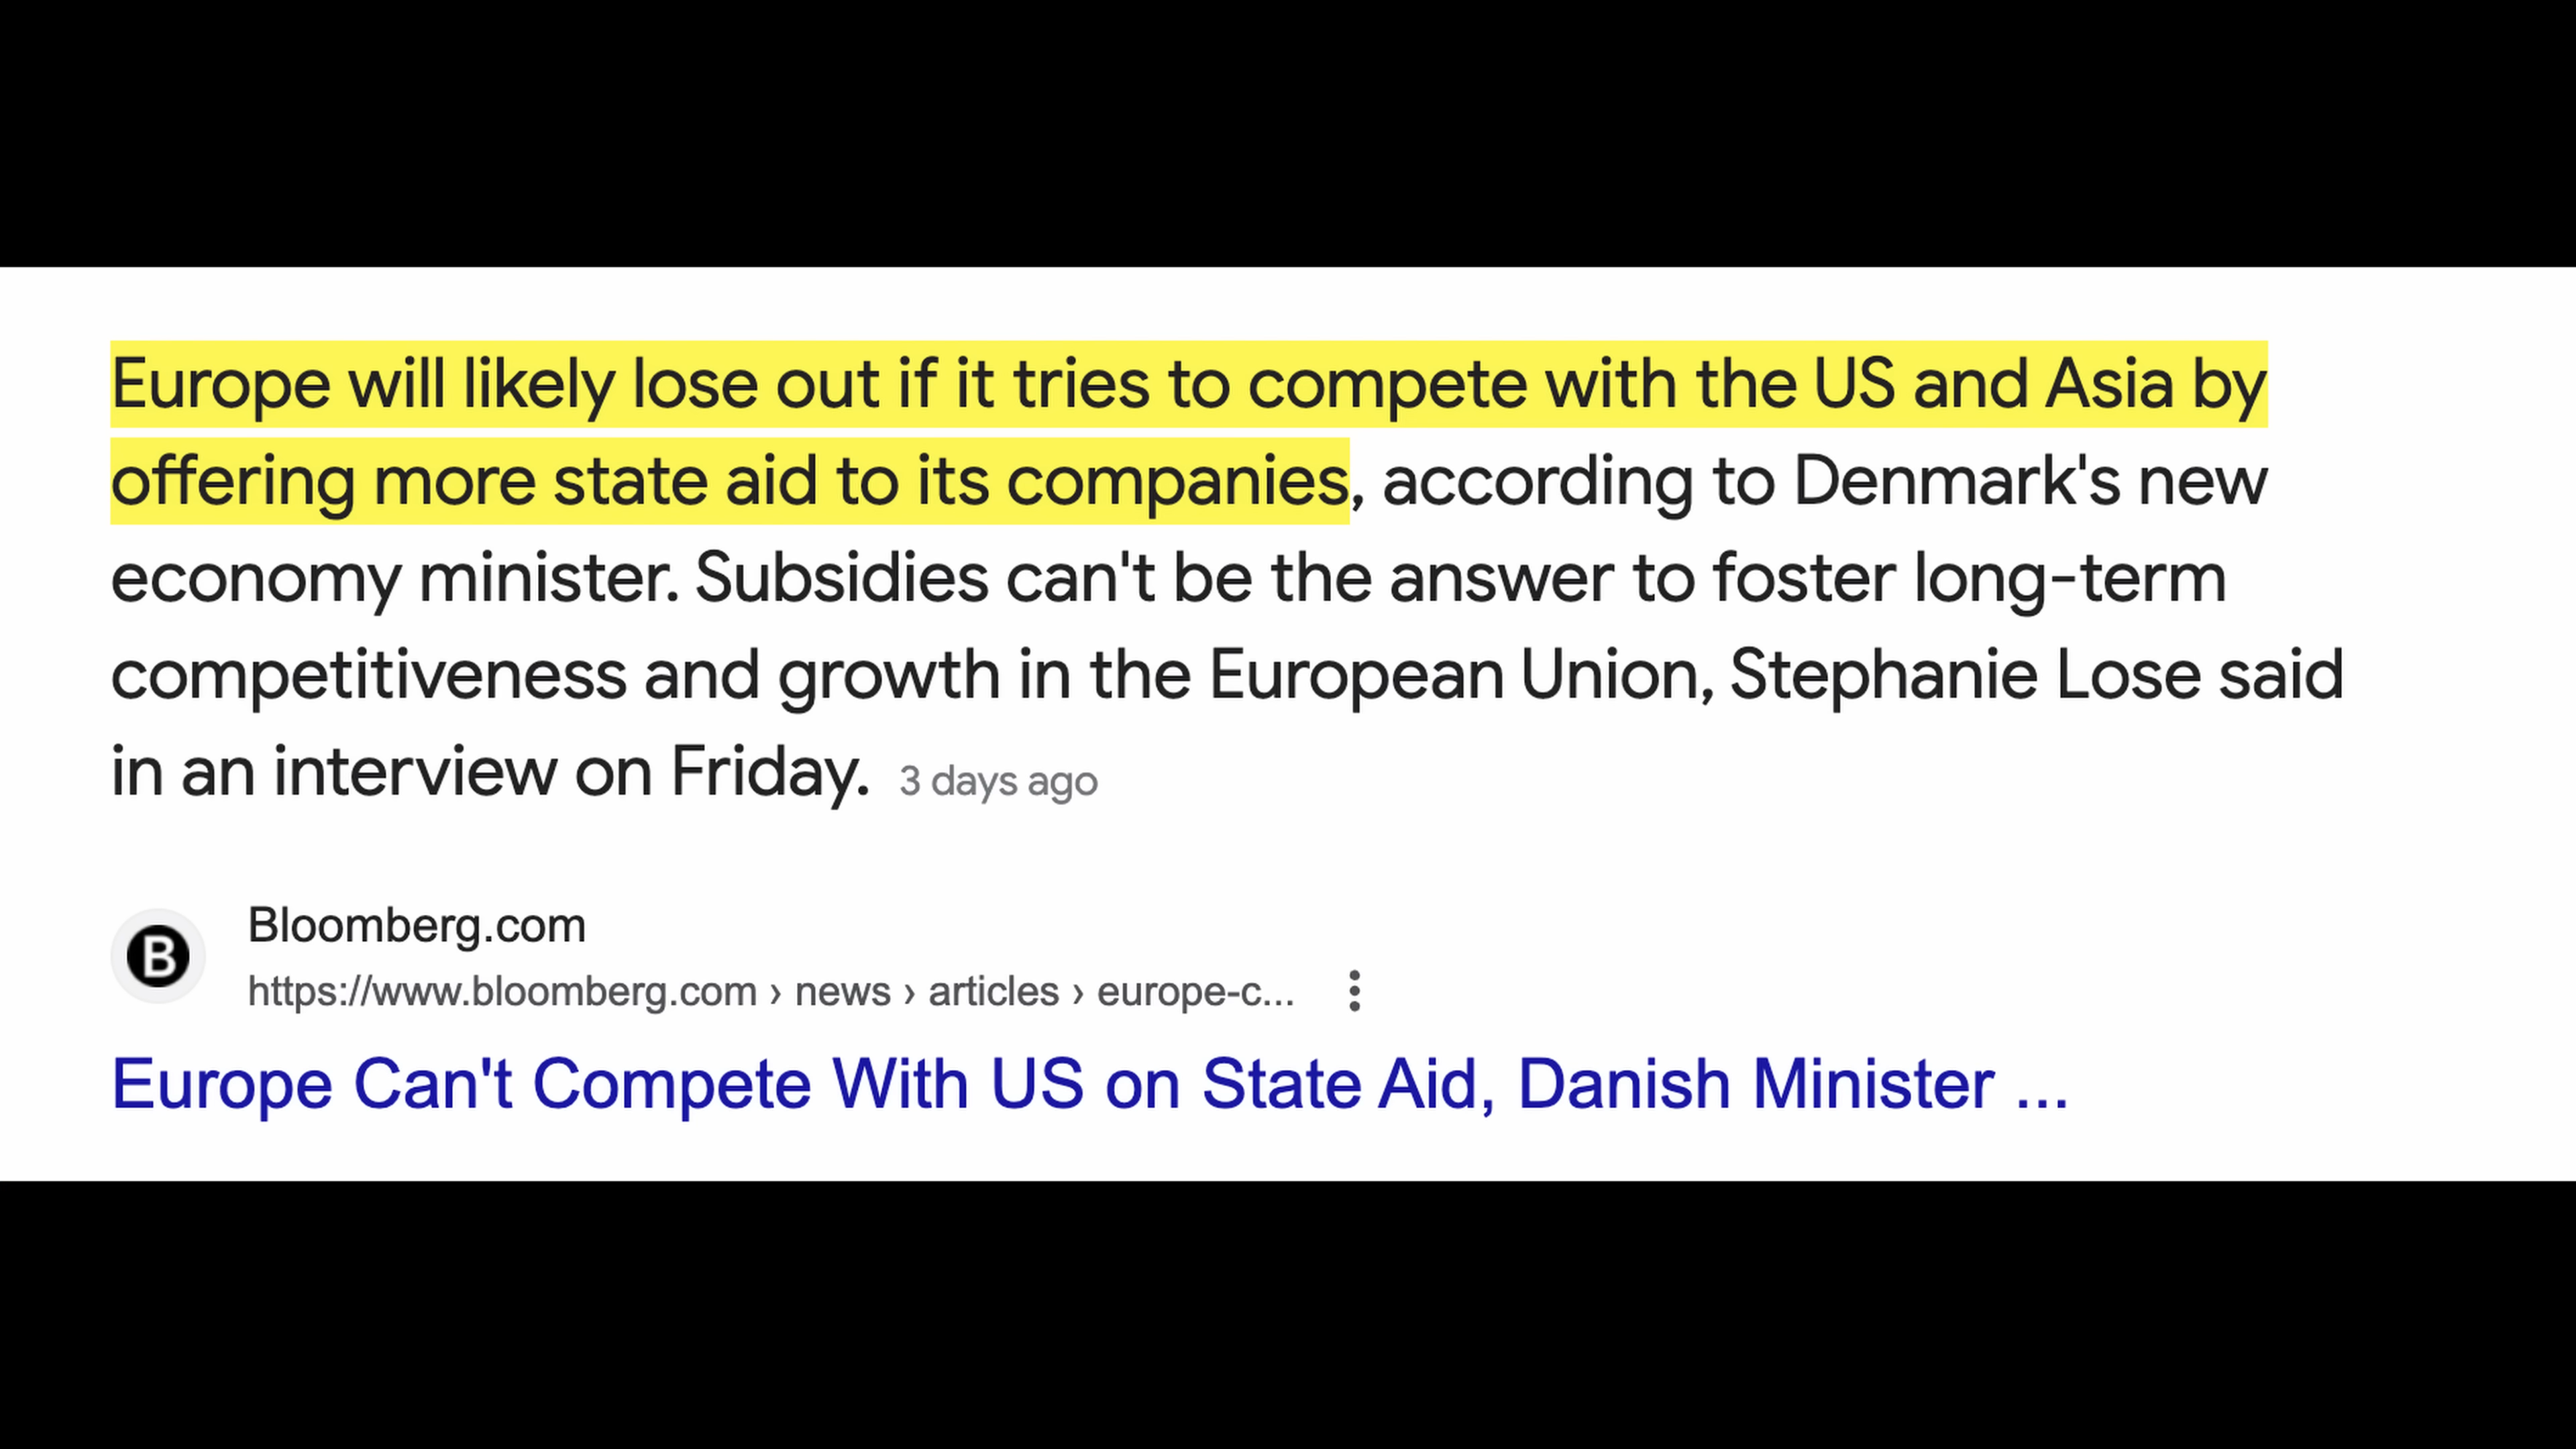 Europe will likely lose out if it tries to compete with the US and Asia by
offering more state aid to its companies, according to Denmark's new
economy minister. Subsidies can't be the answer to foster long-term
competitiveness and growth in the European Union, Stephanie Lose said
in an interview on Friday. 3 days ago
B
Bloomberg.com
https://www.bloomberg.com › news › articles › europe-c...
Europe Can't Compete With US on State Aid, Danish Minister ...